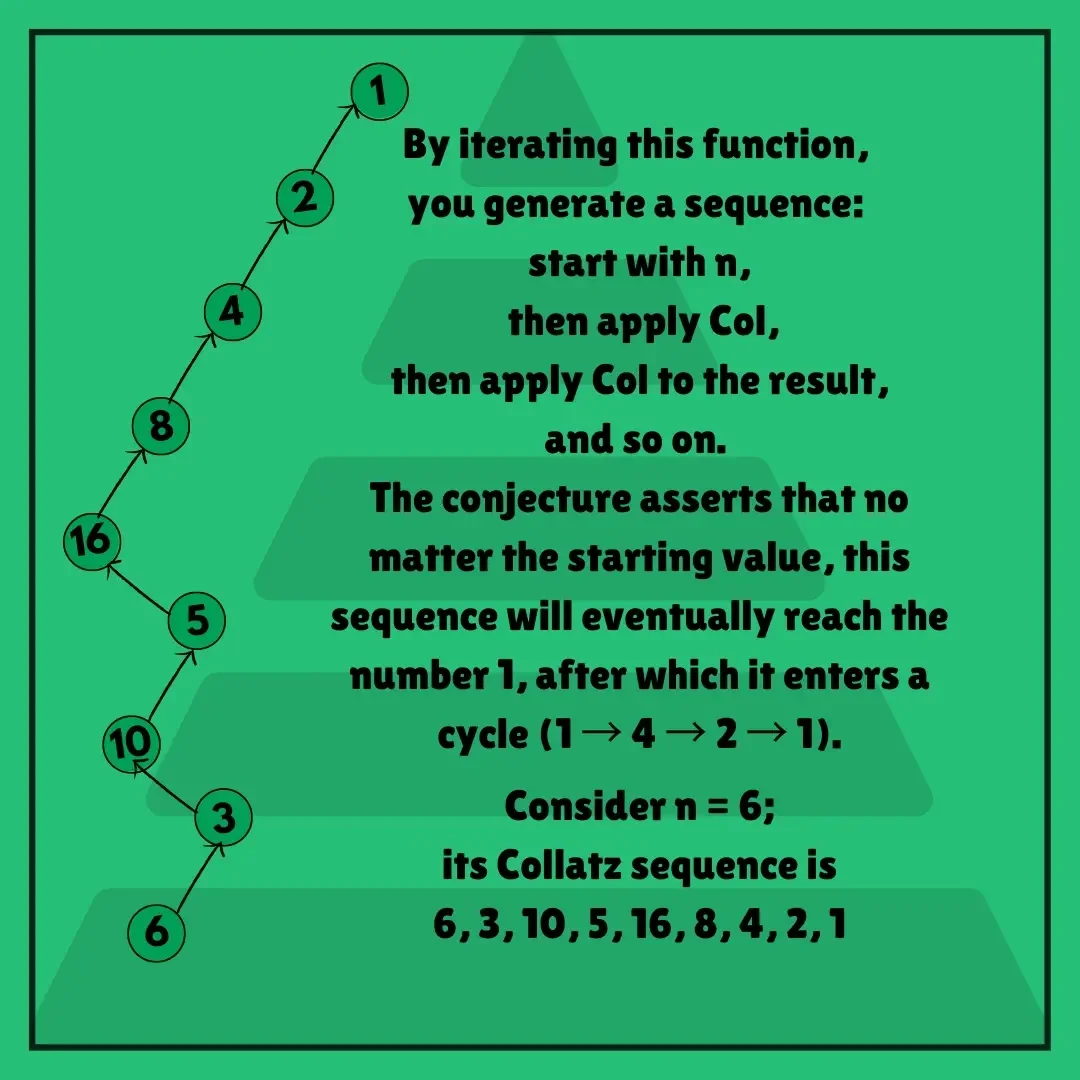 1
2
4
8
16
5
10
3
6
By iterating this function,
you generate a sequence:
start with n,
then apply Col,
then apply Col to the result,
and so on.
The conjecture asserts that no
matter the starting value, this
sequence will eventually reach the
number 1, after which it enters a
cycle (1 → 4 → 2 → 1).
Consider n = 6;
its Collatz sequence is
6, 3, 10, 5, 16, 8, 4, 2, 1